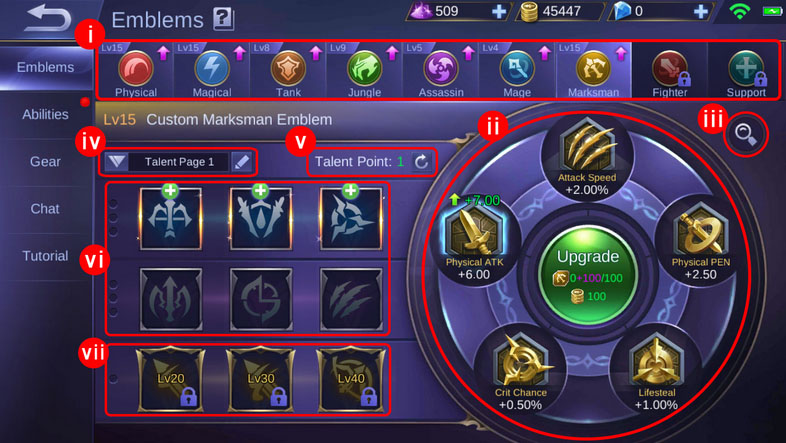 Emblems
509
45447
0
i
Lv15 Lv15 Lv8 Lv9 Lv5 Lv4 Lv15
Physical Magical Tank Jungle Assassin Mage Marksman Fighter Support
Emblems
Abilities
Gear
Chat
Tutorial
Lv15 Custom Marksman Emblem
iv
Talent Page 1
v
Talent Point: 1
vi
vii
Lv20 Lv30 Lv40
ii
iii
Attack Speed
+2.00%
+7.00
Physical ATK
+6.00
Physical PEN
+2.50
Upgrade
0+100/100
100
Crit Chance
+0.50%
Lifesteal
+1.00%